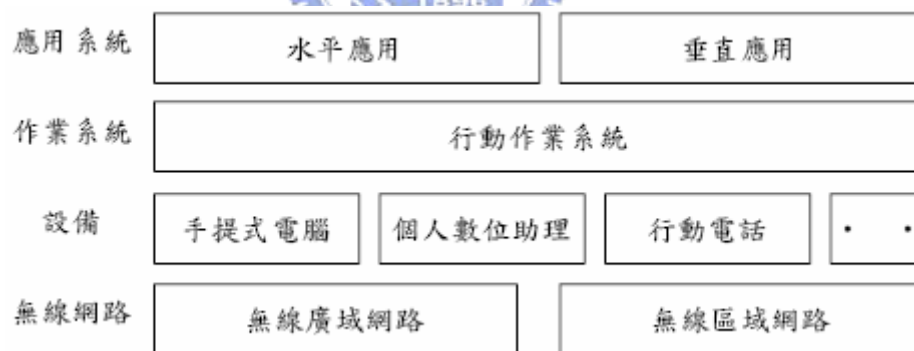 應用系統 水平應用 垂直應用
作業系統 行動作業系統
設備 手提式電腦 個人數位助理 行動電話 · ·
無線網路 無線廣域網路 無線區域網路